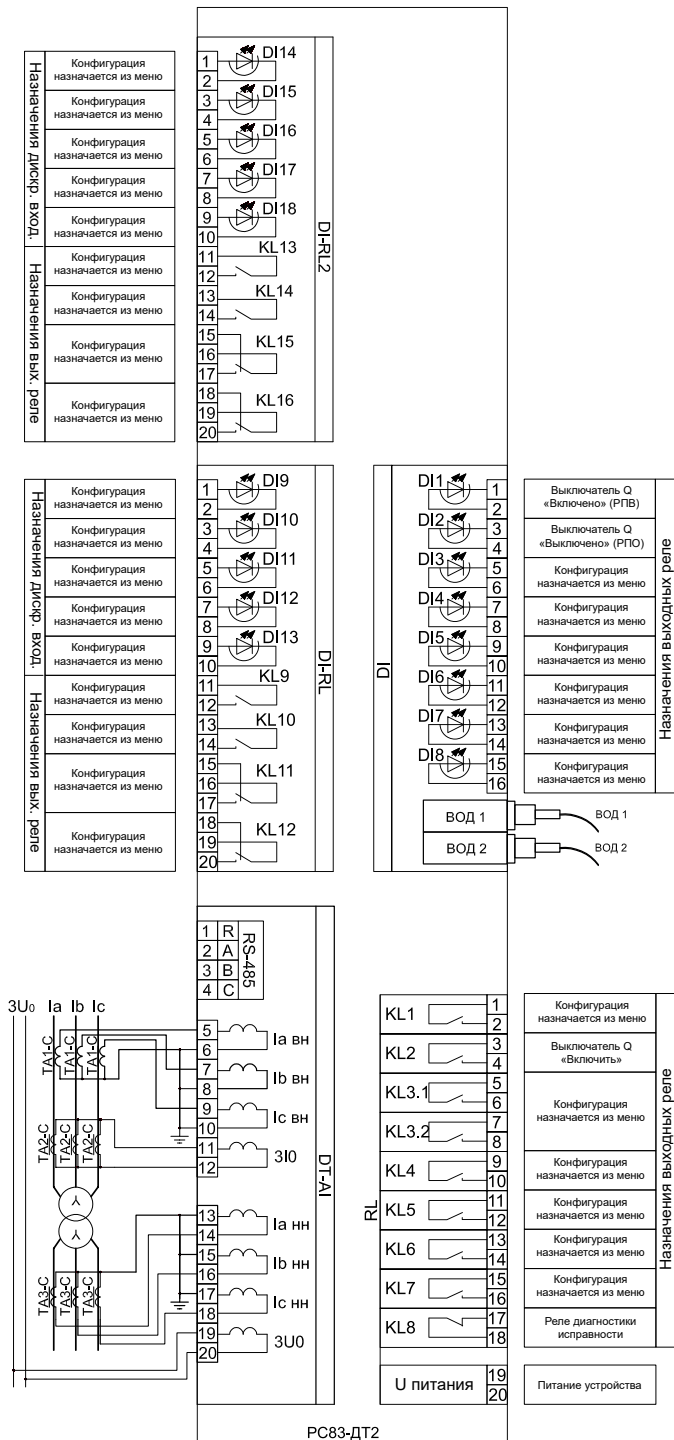 Назначения дискр. вход.
Назначения вых. реле
Конфигурация
назначается из меню
Конфигурация
назначается из меню
Конфигурация
назначается из меню
Конфигурация
назначается из меню
Конфигурация
назначается из меню
Конфигурация
назначается из меню
Конфигурация
назначается из меню
Конфигурация
назначается из меню
Конфигурация
назначается из меню
1 DI14
2
3 DI15
4
5 DI16
6
7 DI17
8
9 DI18
10
11 KL13
12
13 KL14
14
15
16 KL15
17
18
19 KL16
20
DI-RL2
Назначения дискр. вход.
Назначения вых. реле
Конфигурация
назначается из меню
Конфигурация
назначается из меню
Конфигурация
назначается из меню
Конфигурация
назначается из меню
Конфигурация
назначается из меню
Конфигурация
назначается из меню
Конфигурация
назначается из меню
Конфигурация
назначается из меню
Конфигурация
назначается из меню
1 DI9
2
3 DI10
4
5 DI11
6
7 DI12
8
9 DI13
10
11 KL9
12
13 KL10
14
15
16 KL11
17
18
19 KL12
20
DI-RL
DI
DI1 1
2
DI2 3
4
DI3 5
6
DI4 7
8
DI5 9
10
DI6 11
12
DI7 13
14
DI8 15
16
Выключатель Q
«Включено» (РПВ)
Выключатель Q
«Выключено» (РПО)
Конфигурация
назначается из меню
Конфигурация
назначается из меню
Конфигурация
назначается из меню
Конфигурация
назначается из меню
Конфигурация
назначается из меню
Конфигурация
назначается из меню
Назначения выходных реле
ВОД 1 ВОД 1
ВОД 2 ВОД 2
1 R
2 A
3 B
4 C
RS-485
3U0 Ia Ib Ic
TA1-C TA1-C TA1-C
TA2-C TA2-C TA2-C
TA3-C TA3-C TA3-C
5 Ia вн
6
7 Ib вн
8
9 Ic вн
10
11 3I0
12
13 Ia нн
14
15 Ib нн
16
17 Ic нн
18
19 3U0
20
DT-AI
RL
KL1 1
2
KL2 3
4
KL3.1 5
6
KL3.2 7
8
KL4 9
10
KL5 11
12
KL6 13
14
KL7 15
16
KL8 17
18
U питания 19
20
Конфигурация
назначается из меню
Выключатель Q
«Включить»
Конфигурация
назначается из меню
Конфигурация
назначается из меню
Конфигурация
назначается из меню
Конфигурация
назначается из меню
Конфигурация
назначается из меню
Реле диагностики
исправности
Назначения выходных реле
Питание устройства
РС83-ДТ2